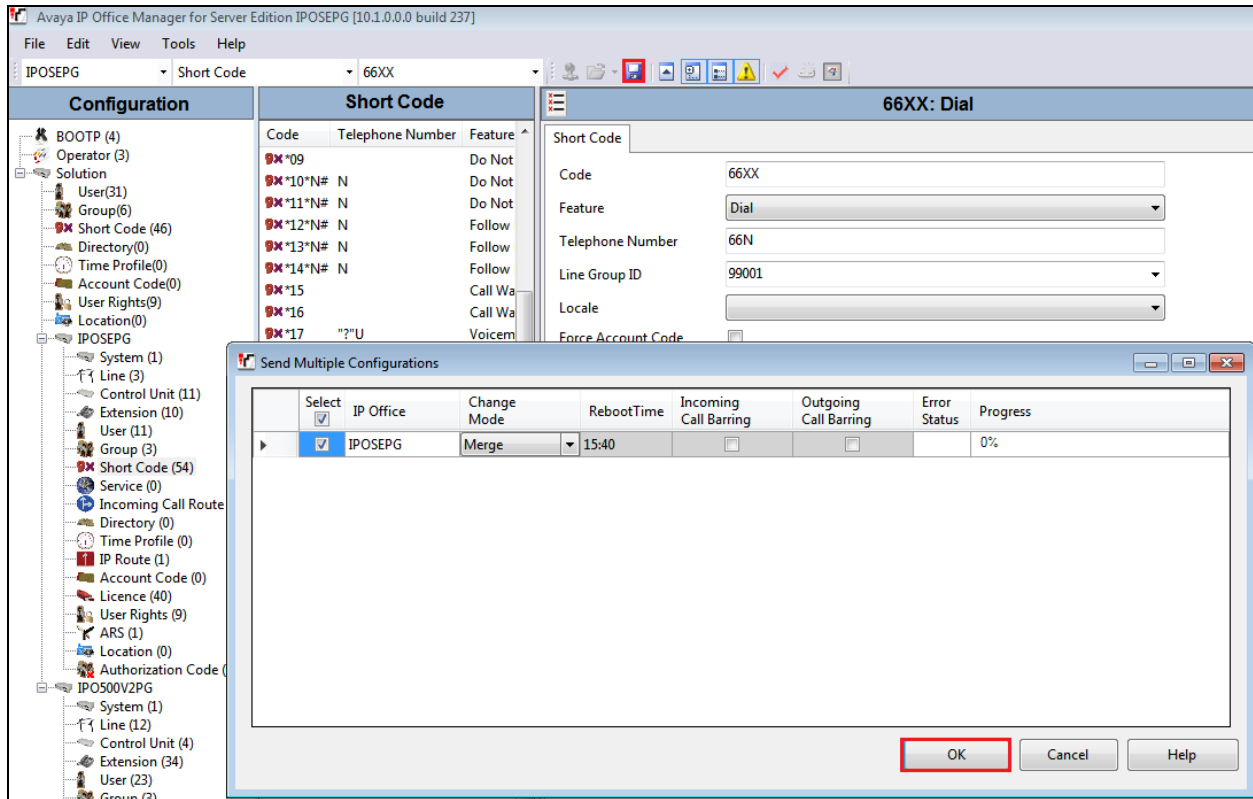 Avaya IP Office Manager for Server Edition IPOSEPG [10.1.0.0.0 build 237]
File Edit View Tools Help
IPOSEPG Short Code 66XX
Configuration
BOOTP (4)
Operator (3)
Solution
User(31)
Group(6)
Short Code (46)
Directory(0)
Time Profile(0)
Account Code(0)
User Rights(9)
Location(0)
IPOSEPG
System (1)
Line (3)
Control Unit (11)
Extension (10)
User (11)
Group (3)
Short Code (54)
Service (0)
Incoming Call Route
Directory (0)
Time Profile (0)
IP Route (1)
Account Code (0)
Licence (40)
User Rights (9)
ARS (1)
Location (0)
Authorization Code (
IPO500V2PG
System (1)
Line (12)
Control Unit (4)
Extension (34)
User (23)
Group (3)
Short Code
Code Telephone Number Feature
*09 Do Not
*10*N# N Do Not
*11*N# N Do Not
*12*N# N Follow
*13*N# N Follow
*14*N# N Follow
*15 Call Wa
*16 Call Wa
*17 "?"U Voicem
66XX: Dial
Short Code
Code 66XX
Feature Dial
Telephone Number 66N
Line Group ID 99001
Locale
Force Account Code
Send Multiple Configurations
Select IP Office Change Mode RebootTime Incoming Call Barring Outgoing Call Barring Error Status Progress
IPOSEPG Merge 15:40 0%
OK Cancel Help